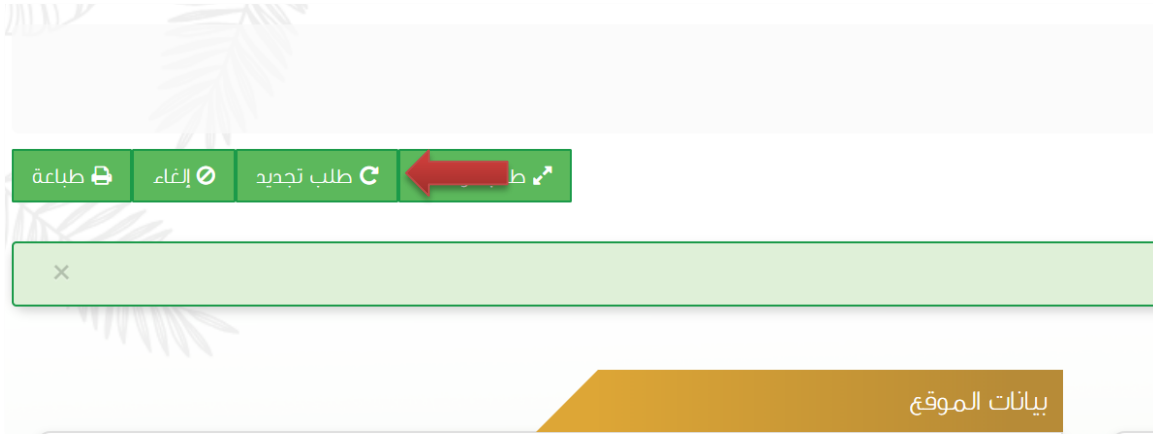 ط طلب تجديد إلغاء طباعة
×
بيانات الموقع